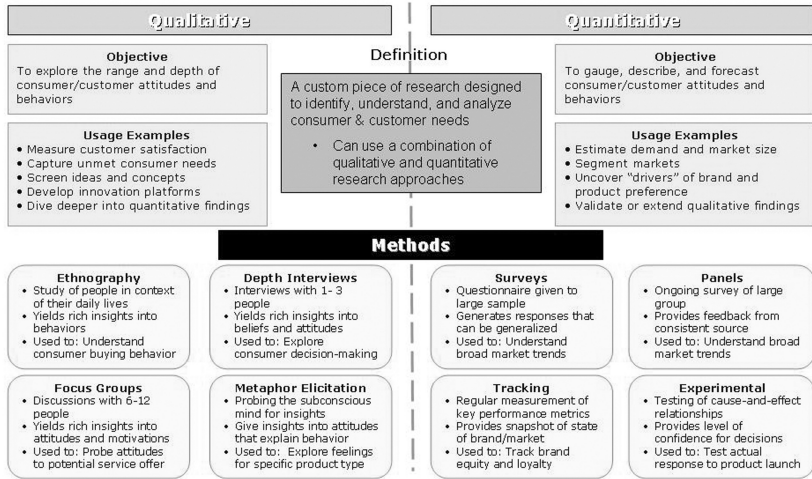 Qualitative
Quantitative
Objective
To explore the range and depth of
consumer/customer attitudes and
behaviors
Definition
A custom piece of research designed
to identify, understand, and analyze
consumer & customer needs
• Can use a combination of
qualitative and quantitative
research approaches
Objective
To gauge, describe, and forecast
consumer/customer attitudes and
behaviors
Usage Examples
• Measure customer satisfaction
• Capture unmet consumer needs
• Screen ideas and concepts
• Develop innovation platforms
• Dive deeper into quantitative findings
Usage Examples
• Estimate demand and market size
• Segment markets
• Uncover "drivers" of brand and
product preference
• Validate or extend qualitative findings
Methods
Ethnography
• Study of people in context
of their daily lives
• Yields rich insights into
behaviors
• Used to: Understand
consumer buying behavior
Depth Interviews
• Interviews with 1- 3
people
• Yields rich insights into
beliefs and attitudes
• Used to: Explore
consumer decision-making
Surveys
• Questionnaire given to
large sample
• Generates responses that
can be generalized
• Used to: Understand
broad market trends
Panels
• Ongoing survey of large
group
• Provides feedback from
consistent source
• Used to: Understand broad
market trends
Focus Groups
• Discussions with 6-12
people
• Yields rich insights into
attitudes and motivations
• Used to: Probe attitudes
to potential service offer
Metaphor Elicitation
• Probing the subconscious
mind for insights
• Give insights into attitudes
that explain behavior
• Used to: Explore feelings
for specific product type
Tracking
• Regular measurement of
key performance metrics
• Provides snapshot of state
of brand/market
• Used to: Track brand
equity and loyalty
Experimental
• Testing of cause-and-effect
relationships
• Provides level of
confidence for decisions
• Used to: Test actual
response to product launch